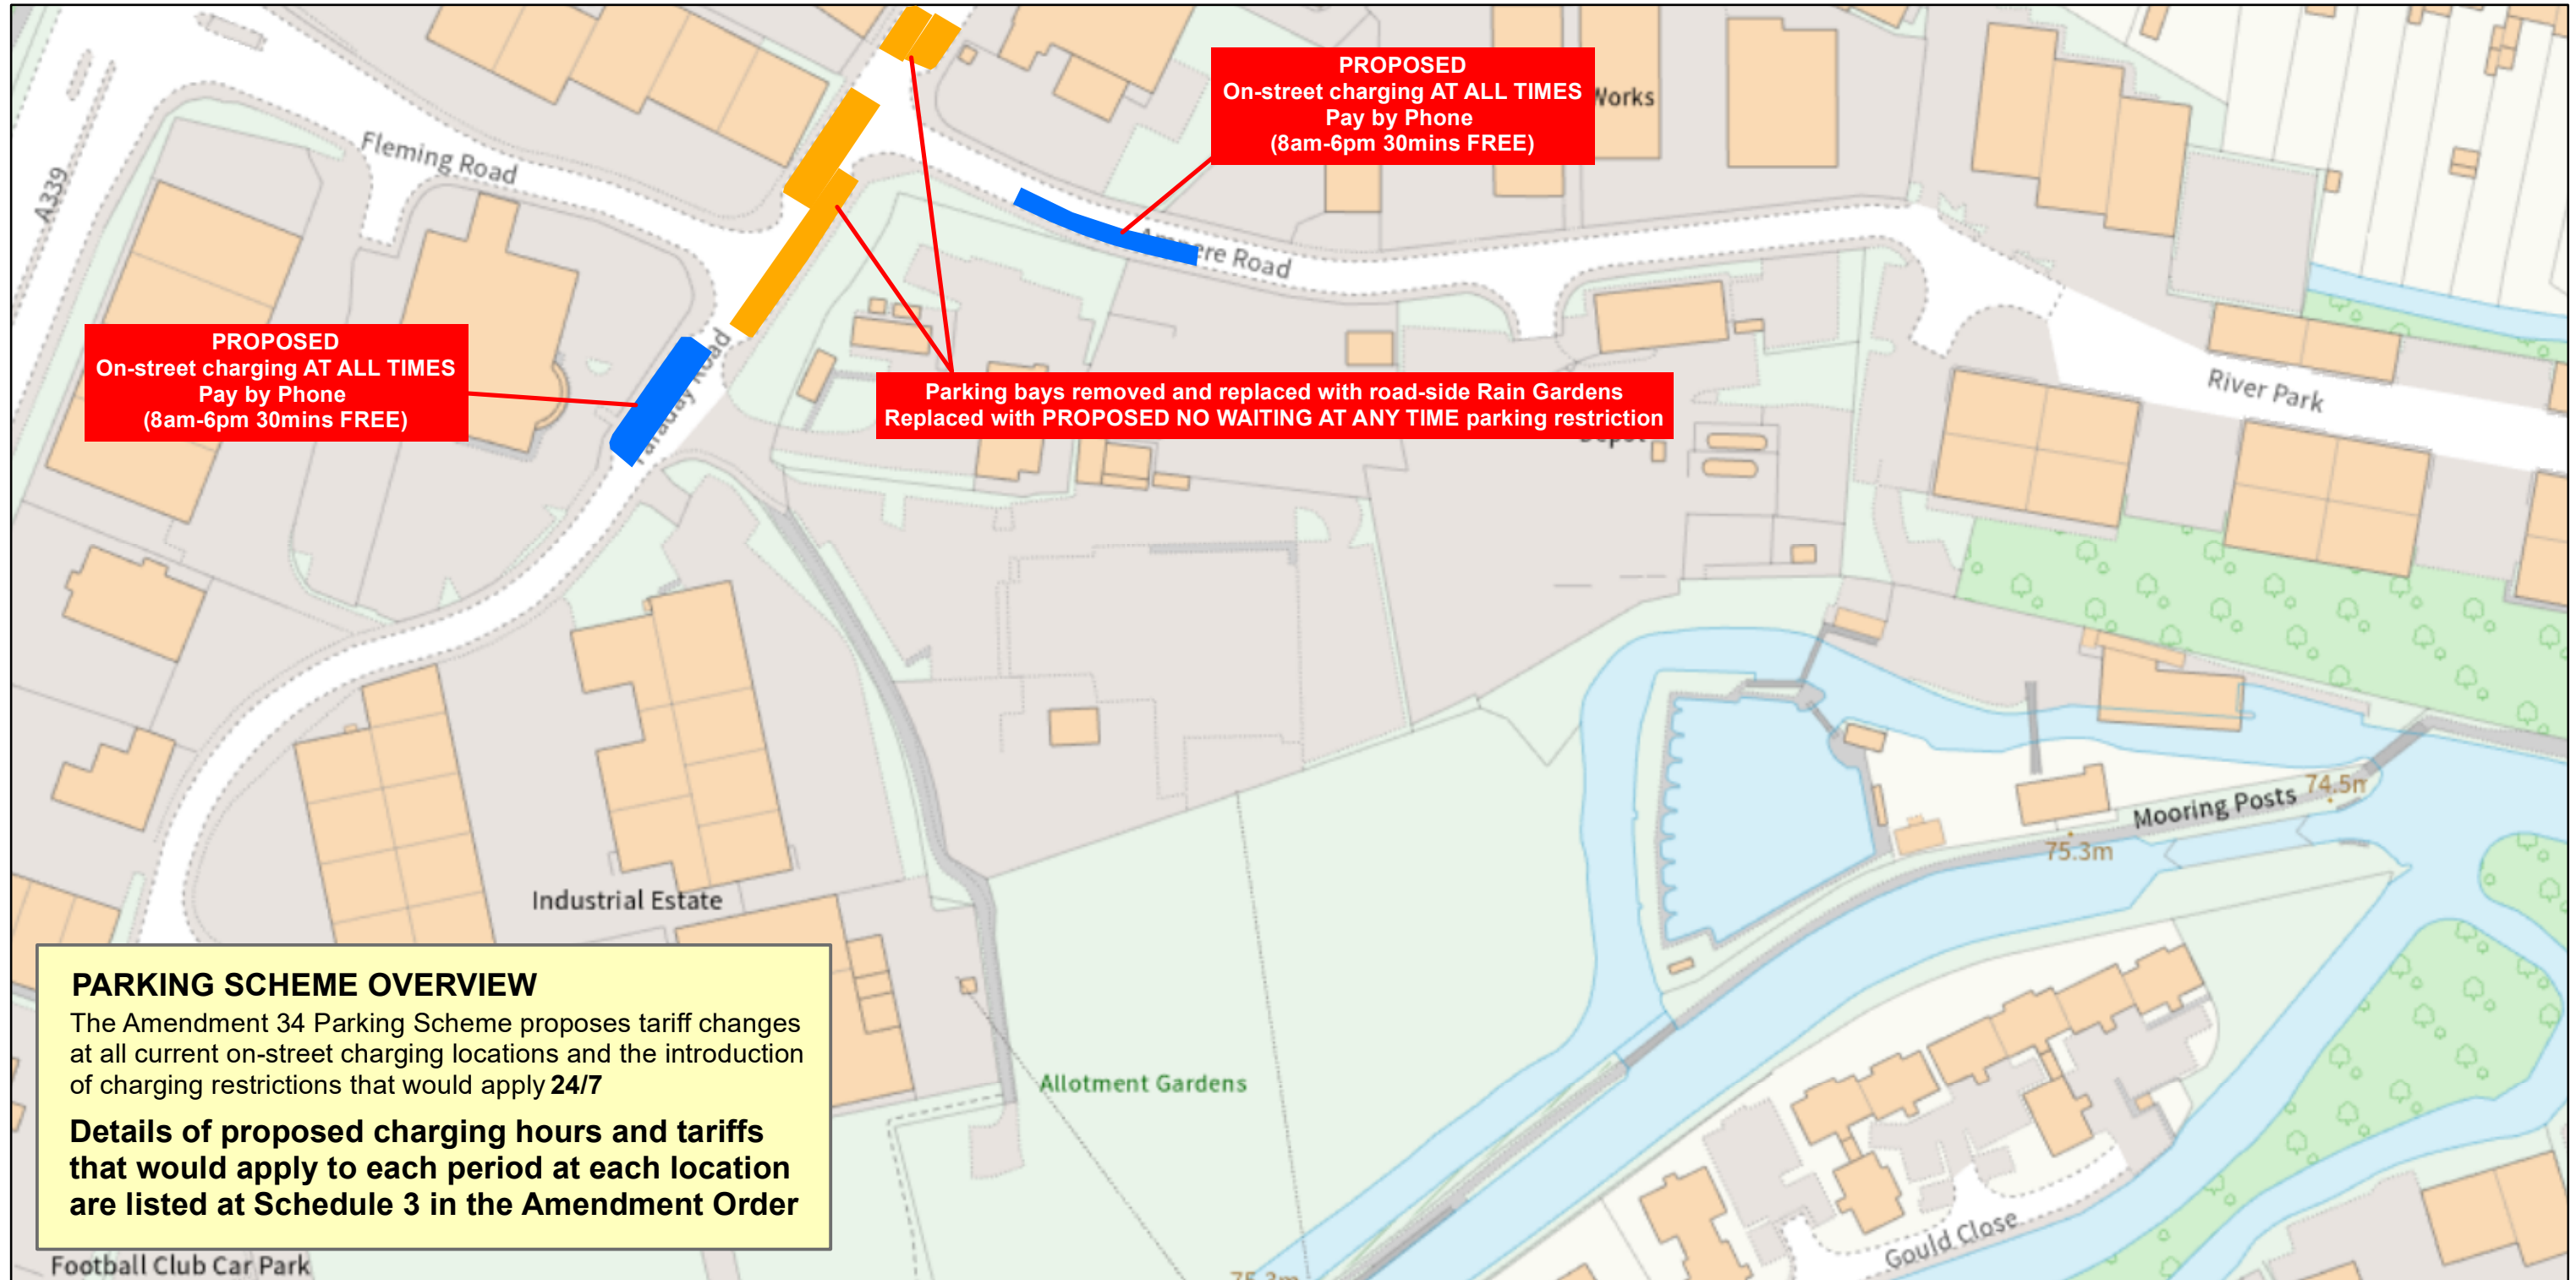 PROPOSED
On-street charging AT ALL TIMES
Pay by Phone
(8am-6pm 30mins FREE)
Works
Fleming Road
A339
Road
PROPOSED
On-street charging AT ALL TIMES
Pay by Phone
(8am-6pm 30mins FREE)
Parking bays removed and replaced with road-side Rain Gardens
Replaced with PROPOSED NO WAITING AT ANY TIME parking restriction
River Park
Mooring Posts
75.3m
Industrial Estate
PARKING SCHEME OVERVIEW
The Amendment 34 Parking Scheme proposes tariff changes
at all current on-street charging locations and the introduction
of charging restrictions that would apply 24/7
Details of proposed charging hours and tariffs
that would apply to each period at each location
are listed at Schedule 3 in the Amendment Order
Allotment Gardens
Gould Close
Football Club Car Park